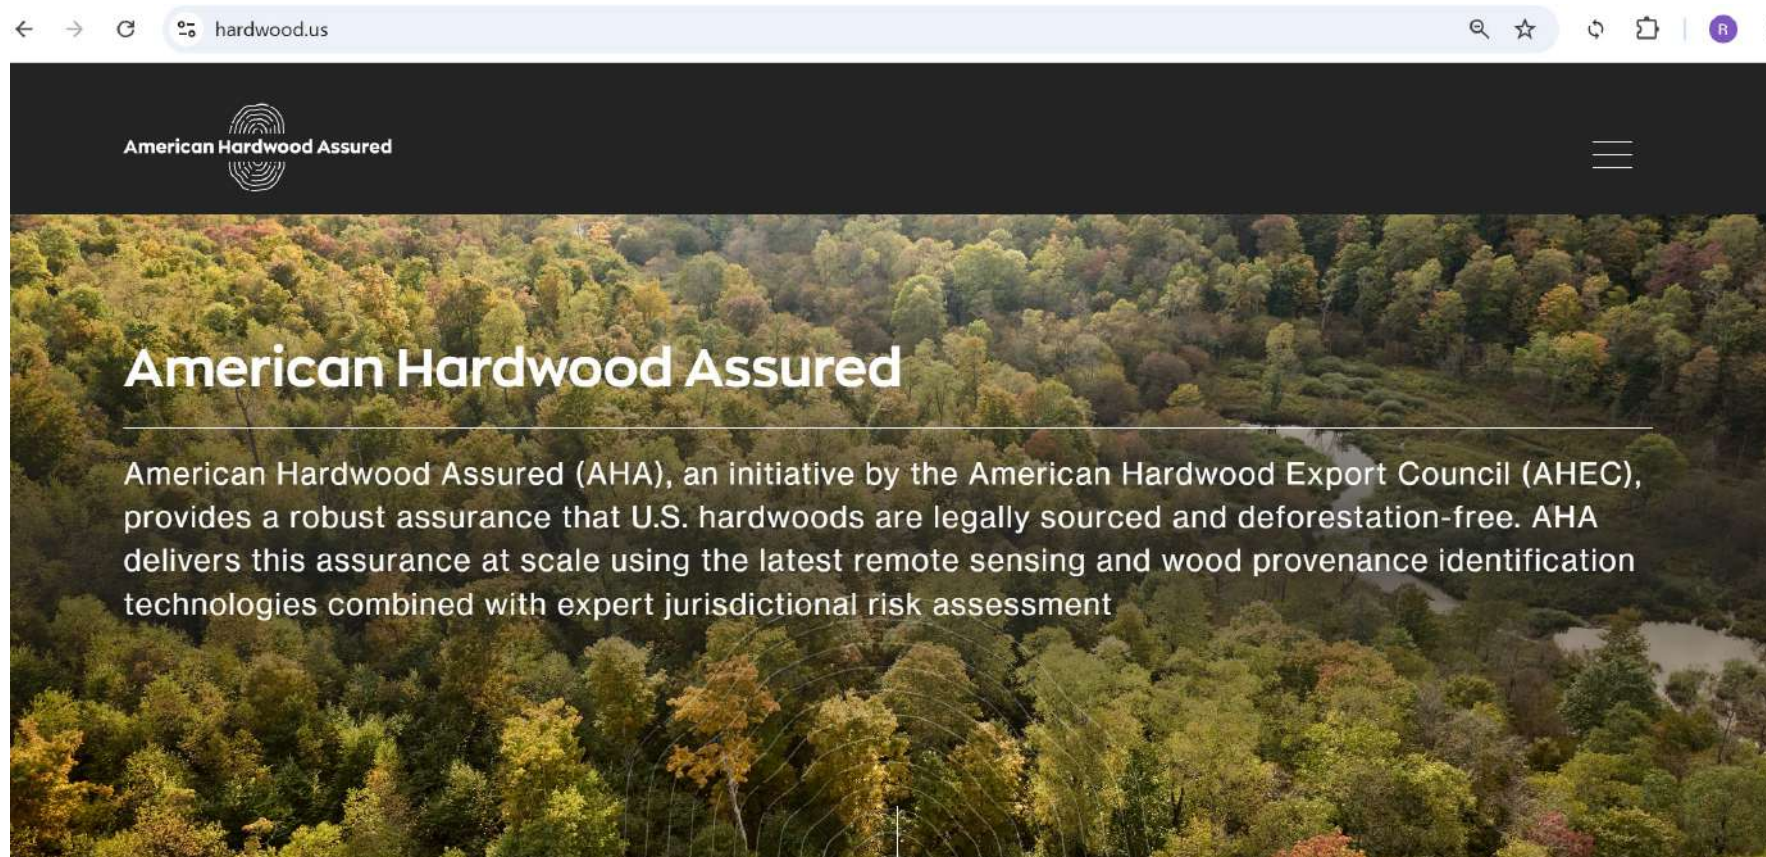 hardwood.us
R
American Hardwood Assured
American Hardwood Assured
American Hardwood Assured (AHA), an initiative by the American Hardwood Export Council (AHEC),
provides a robust assurance that U.S. hardwoods are legally sourced and deforestation-free. AHA
delivers this assurance at scale using the latest remote sensing and wood provenance identification
technologies combined with expert jurisdictional risk assessment